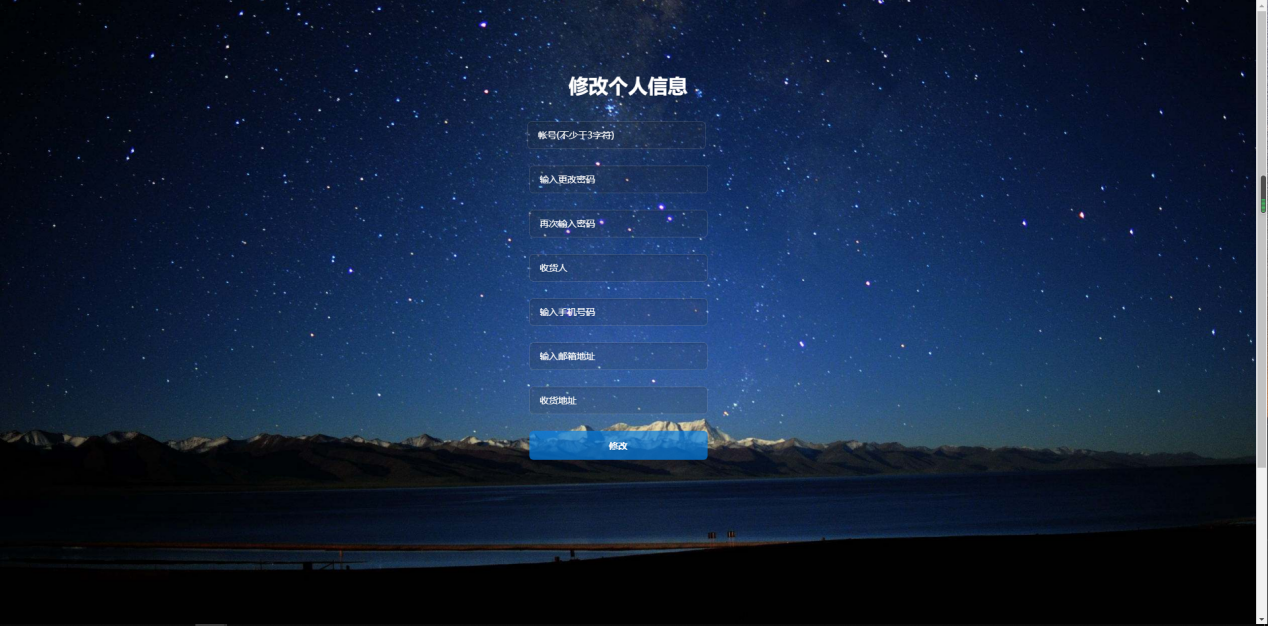 修改个人信息
帐号(不少于3字符)
输入更改密码
再次输入密码
收货人
输入手机号码
输入邮箱地址
收货地址
修改